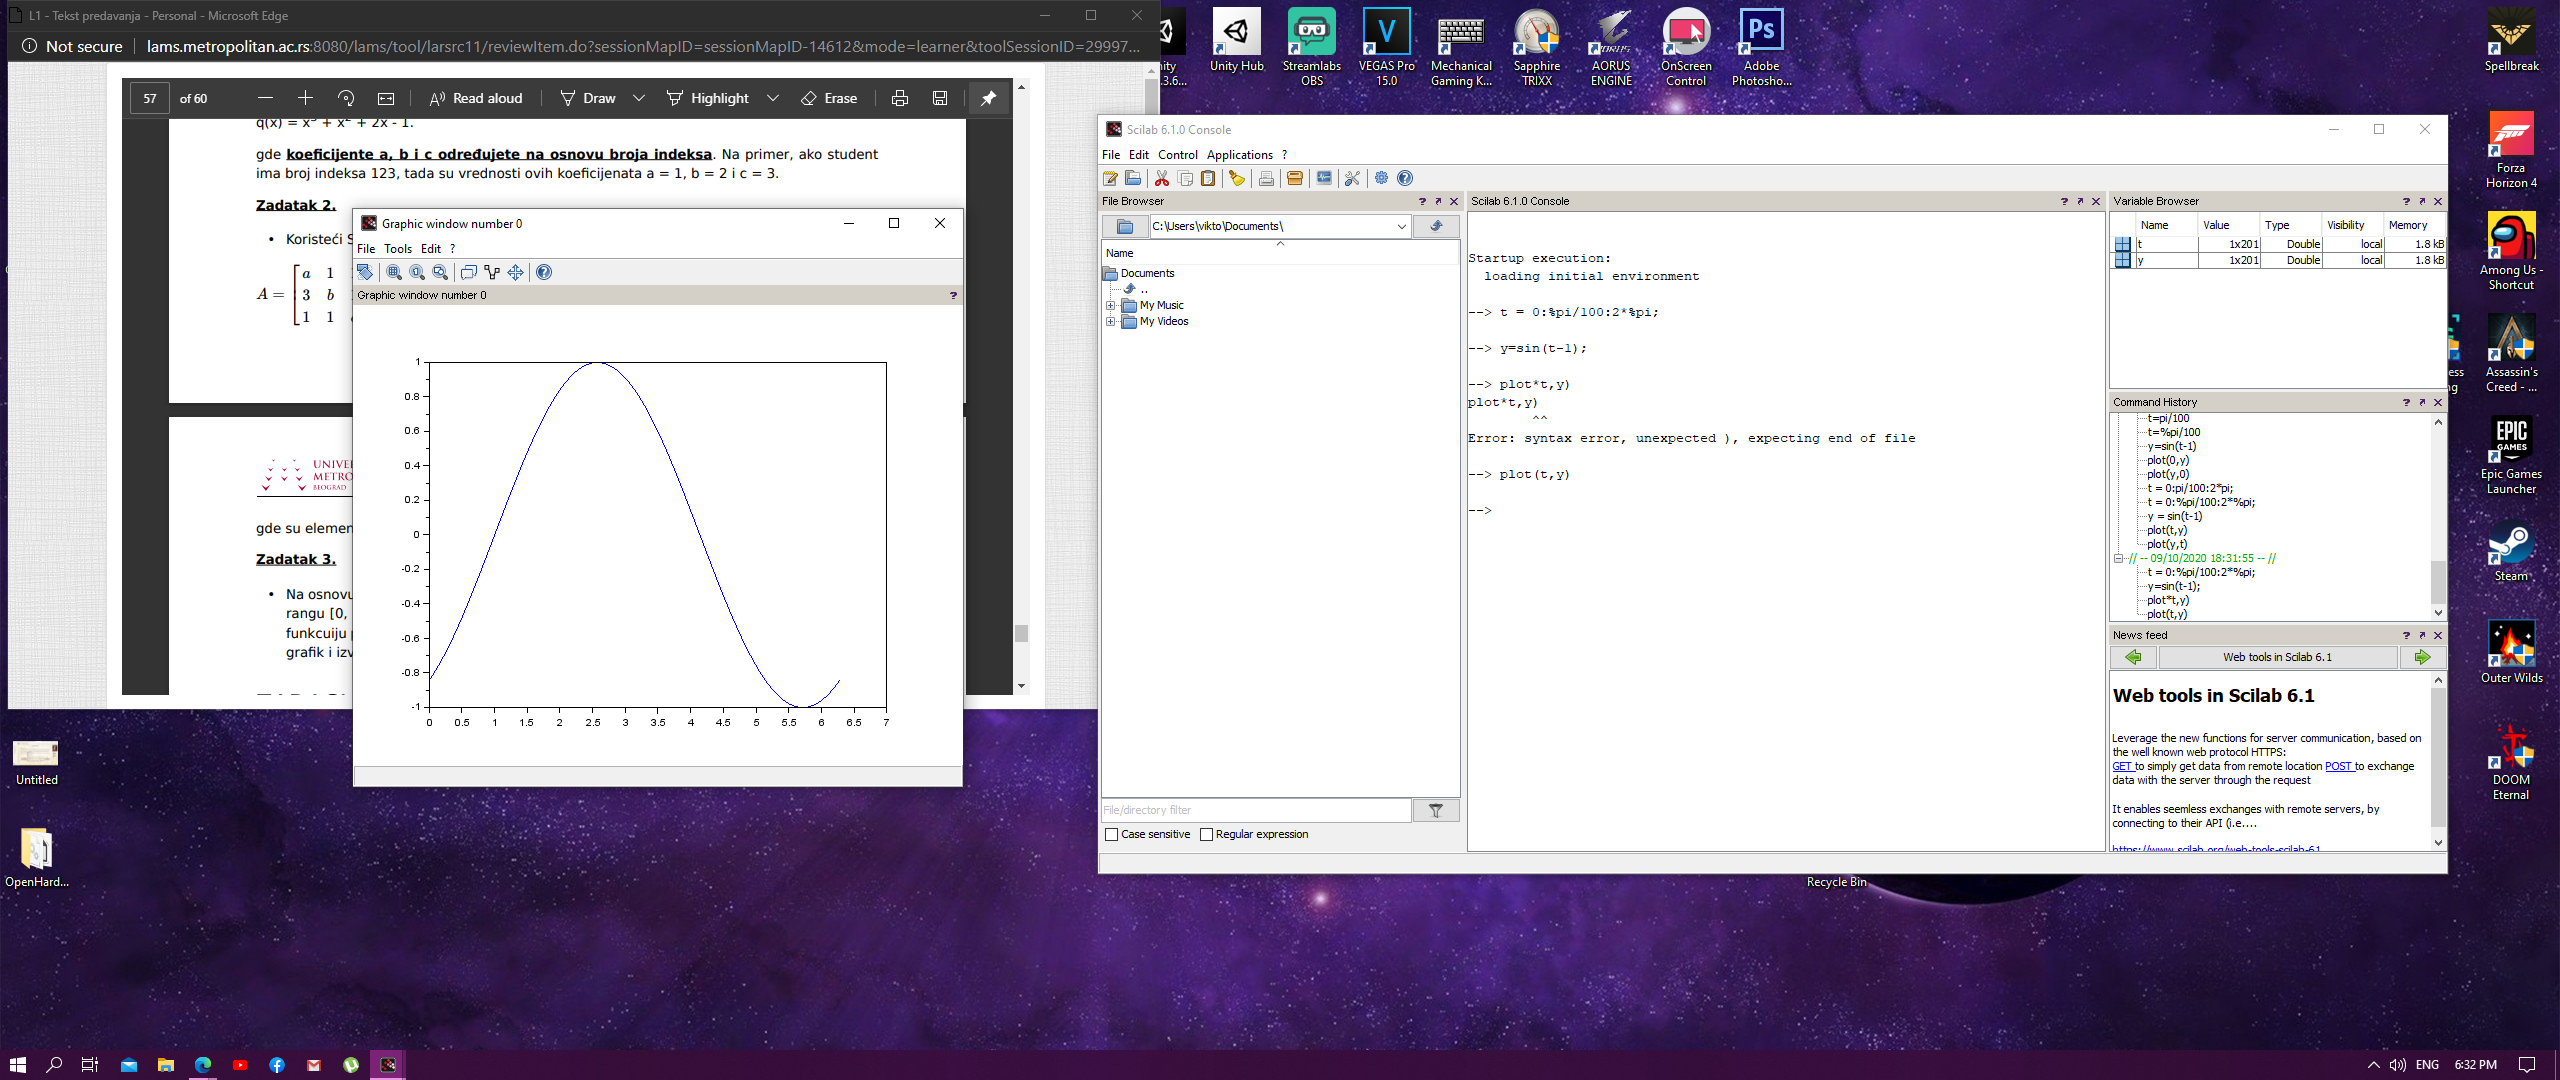 L1 - Tekst predavanja - Personal - Microsoft Edge
Not secure | lams.metropolitan.ac.rs:8080/lams/tool/larsrc11/reviewItem.do?sessionMapID=sessionMapID-14612&mode=learner&toolSessionID=29997...
57 of 60 Read aloud Draw Highlight Erase
q(x) = x³ + x² + 2x - 1.
gde koeficijente a, b i c određujete na osnovu broja indeksa. Na primer, ako student
ima broj indeksa 123, tada su vrednosti ovih koeficijenata a = 1, b = 2 i c = 3.
Zadatak 2.
• Koristeći S
a 1
A = 3 b
1 1
UNIVE
METRO
BEOGRAD
gde su elemen
Zadatak 3.
• Na osnovu
rangu [0,
funkcuiju
grafik i izv
Graphic window number 0
File Tools Edit ?
Graphic window number 0 ?
1
0.8
0.6
0.4
0.2
0
-0.2
-0.4
-0.6
-0.8
-1
0 0.5 1 1.5 2 2.5 3 3.5 4 4.5 5 5.5 6 6.5 7
ity
.3.6...
Unity Hub
Streamlabs
OBS
VEGAS Pro
15.0
Mechanical
Gaming K...
Sapphire
TRIXX
AORUS
ENGINE
OnScreen
Control
Ps
Adobe
Photosho...
Scilab 6.1.0 Console
File Edit Control Applications ?
File Browser ?
C:\Users\vikto\Documents\
Name
Documents
..
My Music
My Videos
File/directory filter
Case sensitive Regular expression
Scilab 6.1.0 Console ?
Startup execution:
loading initial environment
--> t = 0:%pi/100:2*%pi;
--> y=sin(t-1);
--> plot*t,y)
plot*t,y)
^^
Error: syntax error, unexpected ), expecting end of file
--> plot(t,y)
-->
Variable Browser ?
Name Value Type Visibility Memory
t 1x201 Double local 1.8 kB
y 1x201 Double local 1.8 kB
Command History ?
t=pi/100
t=%pi/100
y=sin(t-1)
plot(0,y)
plot(y,0)
t = 0:pi/100:2*pi;
t = 0:%pi/100:2*%pi;
y = sin(t-1)
plot(t,y)
plot(y,t)
// -- 09/10/2020 18:31:55 -- //
t = 0:%pi/100:2*%pi;
y=sin(t-1);
plot*t,y)
plot(t,y)
News feed ?
Web tools in Scilab 6.1
Web tools in Scilab 6.1
Leverage the new functions for server communication, based on
the well known web protocol HTTPS:
GET to simply get data from remote location POST to exchange
data with the server through the request
It enables seemless exchanges with remote servers, by
connecting to their API (i.e....
https://www.scilab.org/web-tools-scilab-61
Spellbreak
Forza
Horizon 4
Among Us -
Shortcut
ess
ng
Assassin's
Creed - ...
EPIC
GAMES
Epic Games
Launcher
Steam
Outer Wilds
DOOM
Eternal
Untitled
OpenHard...
Recycle Bin
ENG 6:32 PM